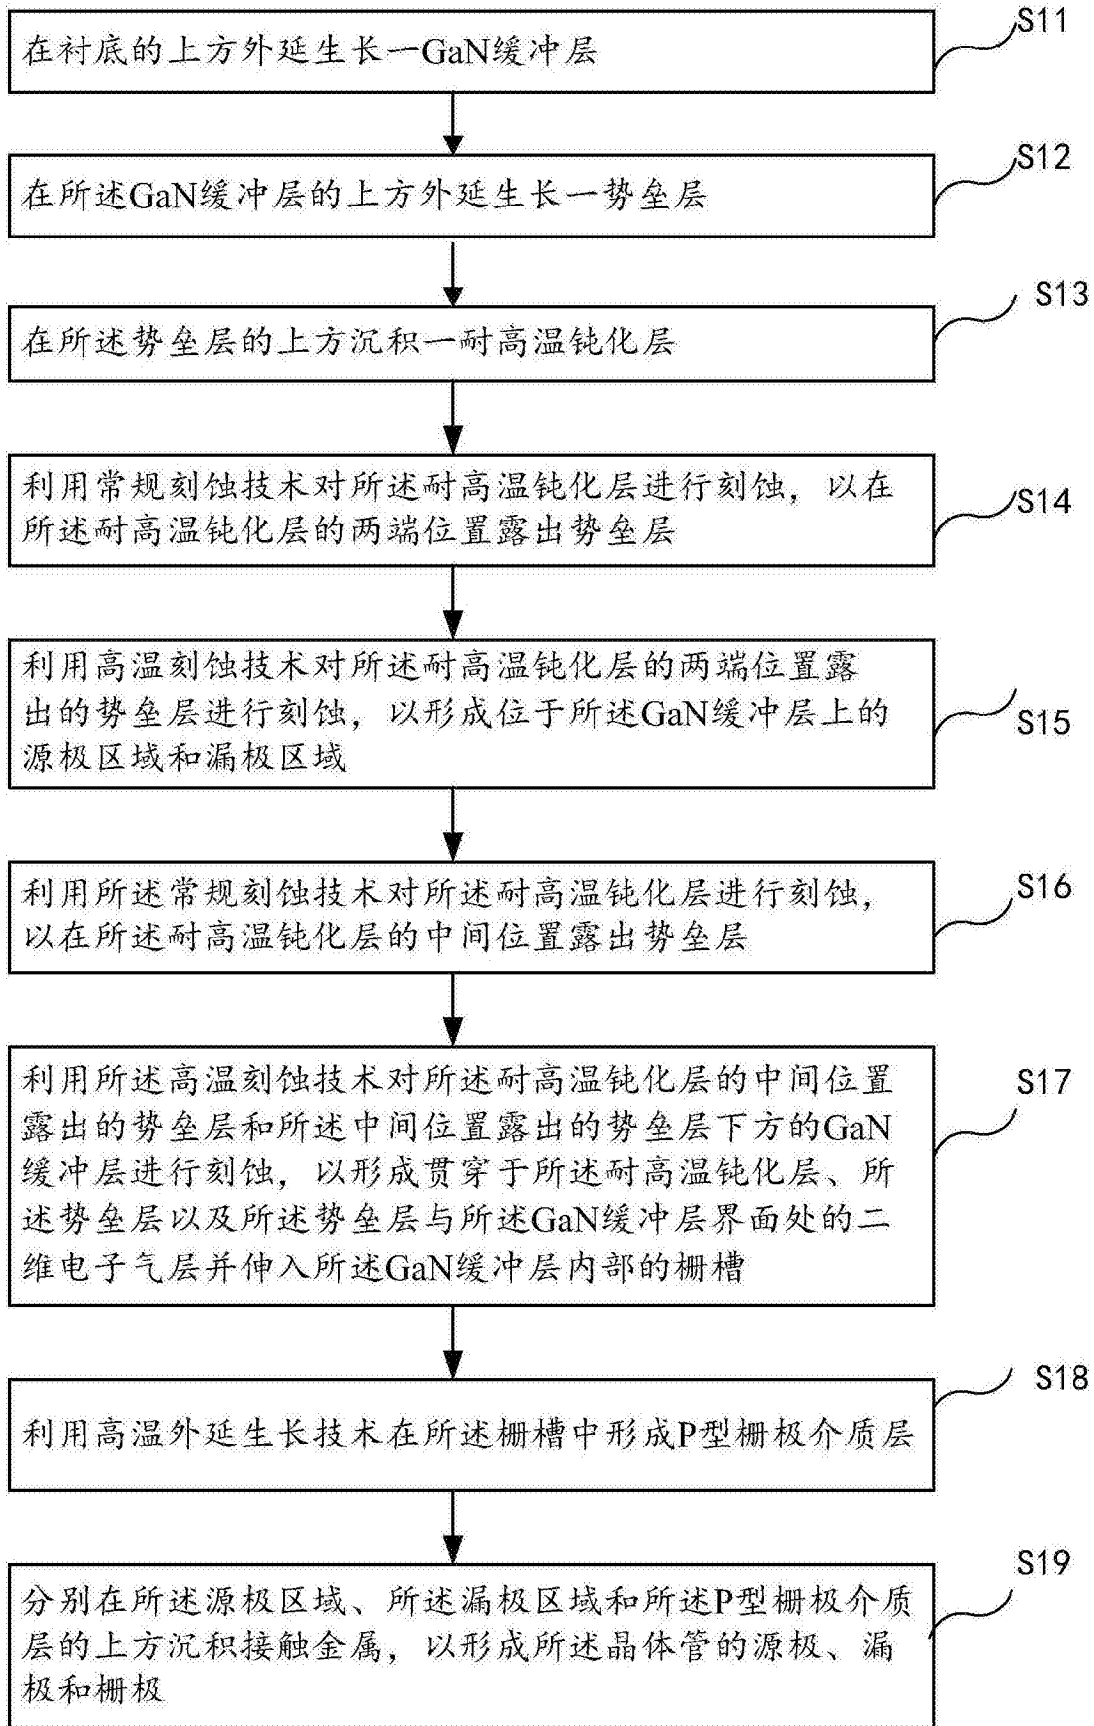 在衬底的上方外延生长一GaN缓冲层
S11
在所述GaN缓冲层的上方外延生长一势垒层
S12
在所述势垒层的上方沉积一耐高温钝化层
S13
利用常规刻蚀技术对所述耐高温钝化层进行刻蚀，以在
所述耐高温钝化层的两端位置露出势垒层
S14
利用高温刻蚀技术对所述耐高温钝化层的两端位置露
出的势垒层进行刻蚀，以形成位于所述GaN缓冲层上的
源极区域和漏极区域
S15
利用所述常规刻蚀技术对所述耐高温钝化层进行刻蚀，
以在所述耐高温钝化层的中间位置露出势垒层
S16
利用所述高温刻蚀技术对所述耐高温钝化层的中间位置
露出的势垒层和所述中间位置露出的势垒层下方的GaN
缓冲层进行刻蚀，以形成贯穿于所述耐高温钝化层、所
述势垒层以及所述势垒层与所述GaN缓冲层界面处的二
维电子气层并伸入所述GaN缓冲层内部的栅槽
S17
利用高温外延生长技术在所述栅槽中形成P型栅极介质层
S18
分别在所述源极区域、所述漏极区域和所述P型栅极介质
层的上方沉积接触金属，以形成所述晶体管的源极、漏
极和栅极
S19